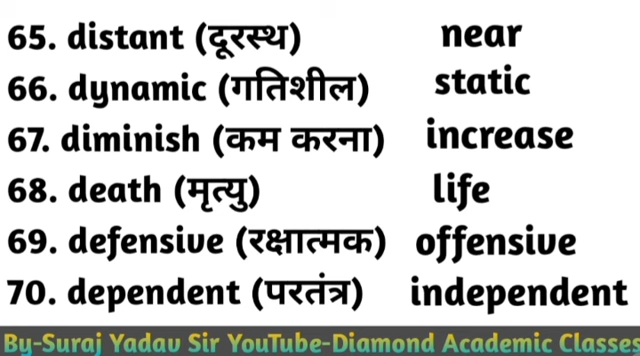 65. distant (दूरस्थ) near
66. dynamic (गतिशील) static
67. diminish (कम करना) increase
68. death (मृत्यु) life
69. defensive (रक्षात्मक) offensive
70. dependent (परतंत्र) independent
By-Suraj Yadav Sir YouTube-Diamond Academic Classes